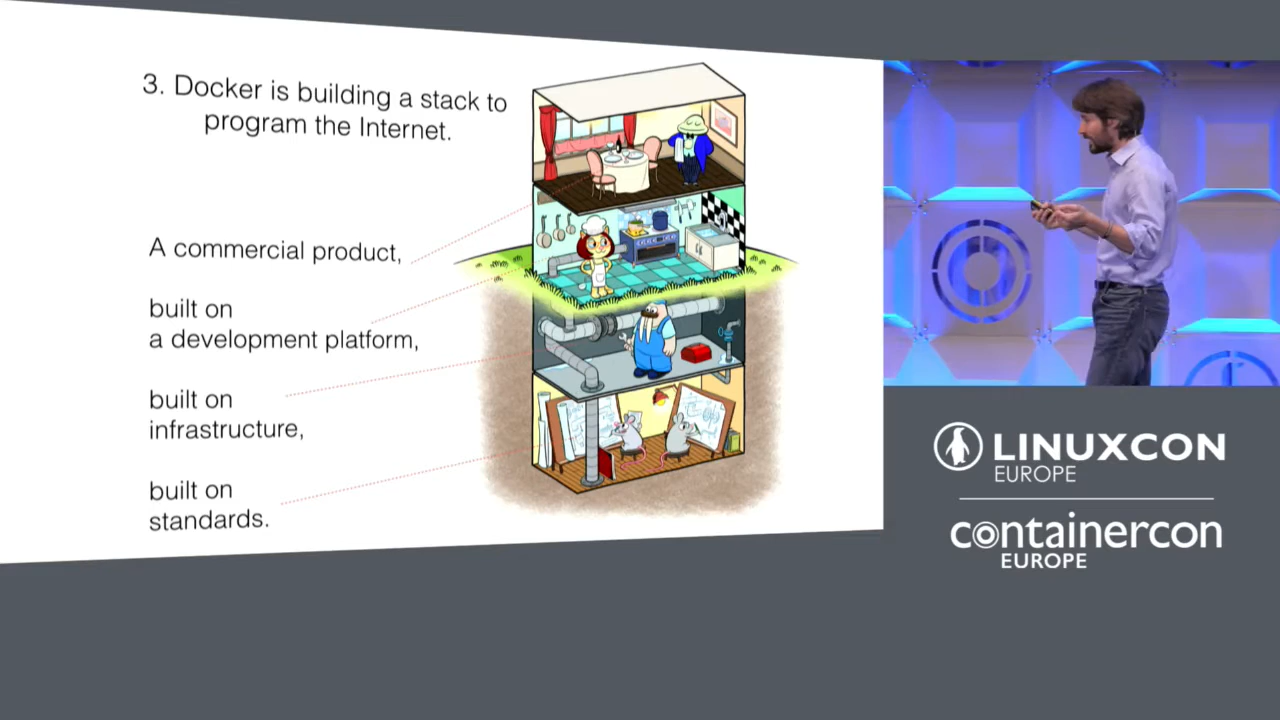 3. Docker is building a stack to
program the Internet.
A commercial product,
built on
a development platform,
built on
infrastructure,
built on
standards.
LINUXCON
EUROPE
containercon
EUROPE